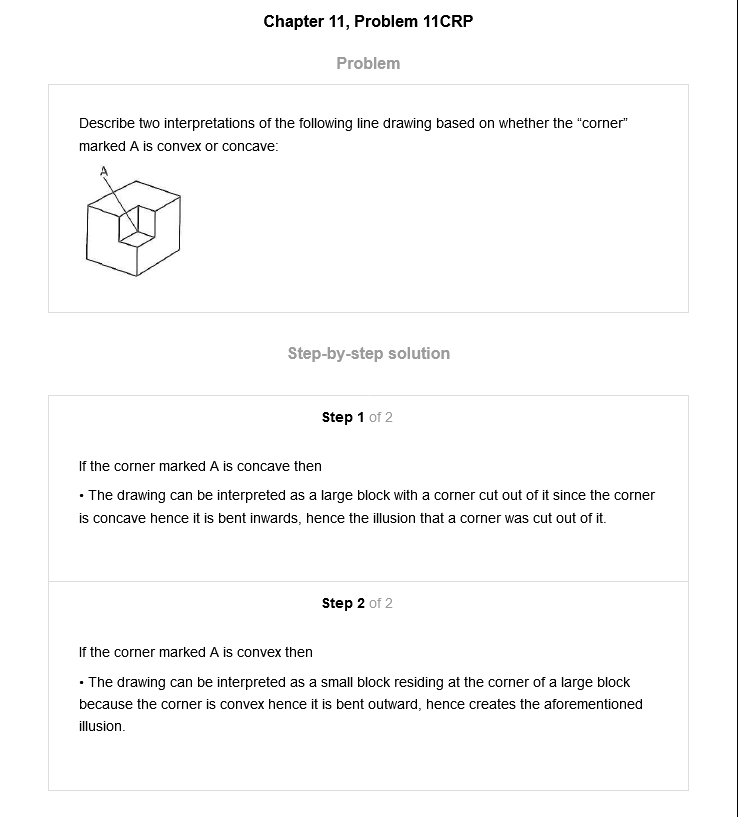 Chapter 11, Problem 11CRP
Problem
Describe two interpretations of the following line drawing based on whether the “corner”
marked A is convex or concave:
A
Step-by-step solution
Step 1 of 2
If the corner marked A is concave then
• The drawing can be interpreted as a large block with a corner cut out of it since the corner
is concave hence it is bent inwards, hence the illusion that a corner was cut out of it.
Step 2 of 2
If the corner marked A is convex then
• The drawing can be interpreted as a small block residing at the corner of a large block
because the corner is convex hence it is bent outward, hence creates the aforementioned
illusion.